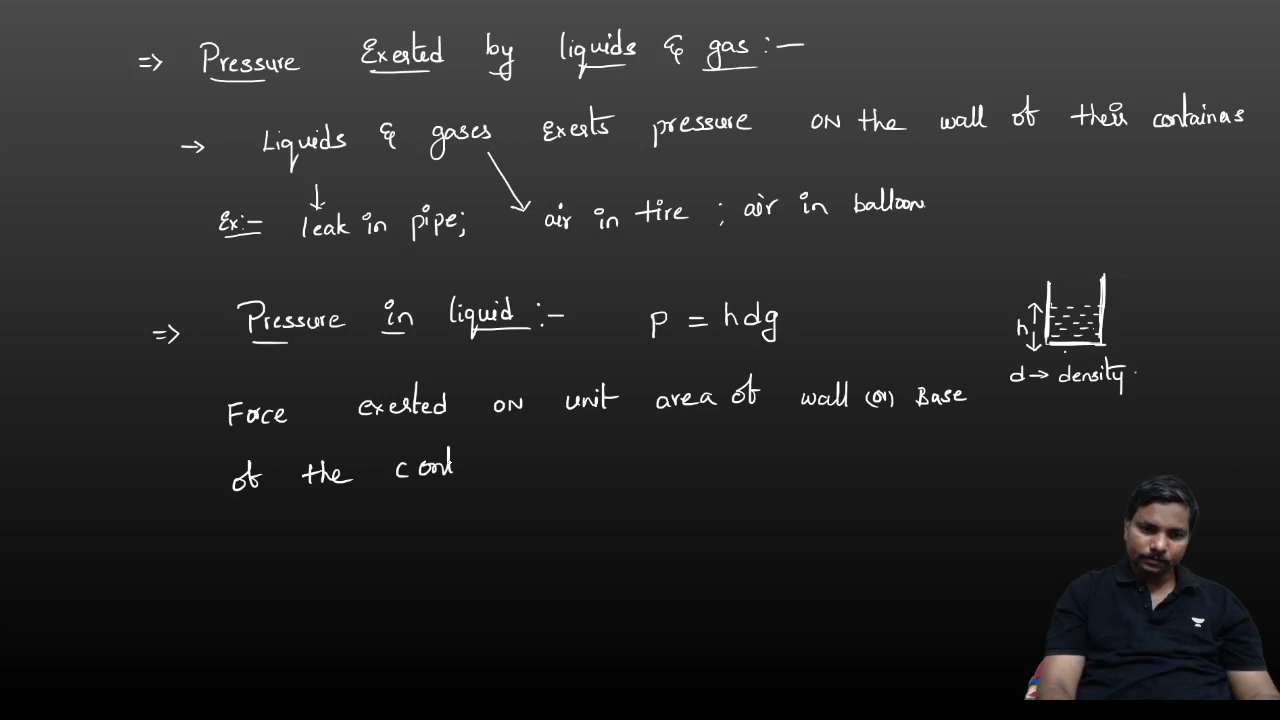 ⇒ Pressure Exerted by liquids & gas :-
→ Liquids & gases exerts pressure on the wall of their containers
Ex:- leak in pipe; air in tire ; air in balloon
⇒ Pressure in liquid :- P = hdg
h
d → density
Force exerted on unit area of wall (or) Base
of the cont